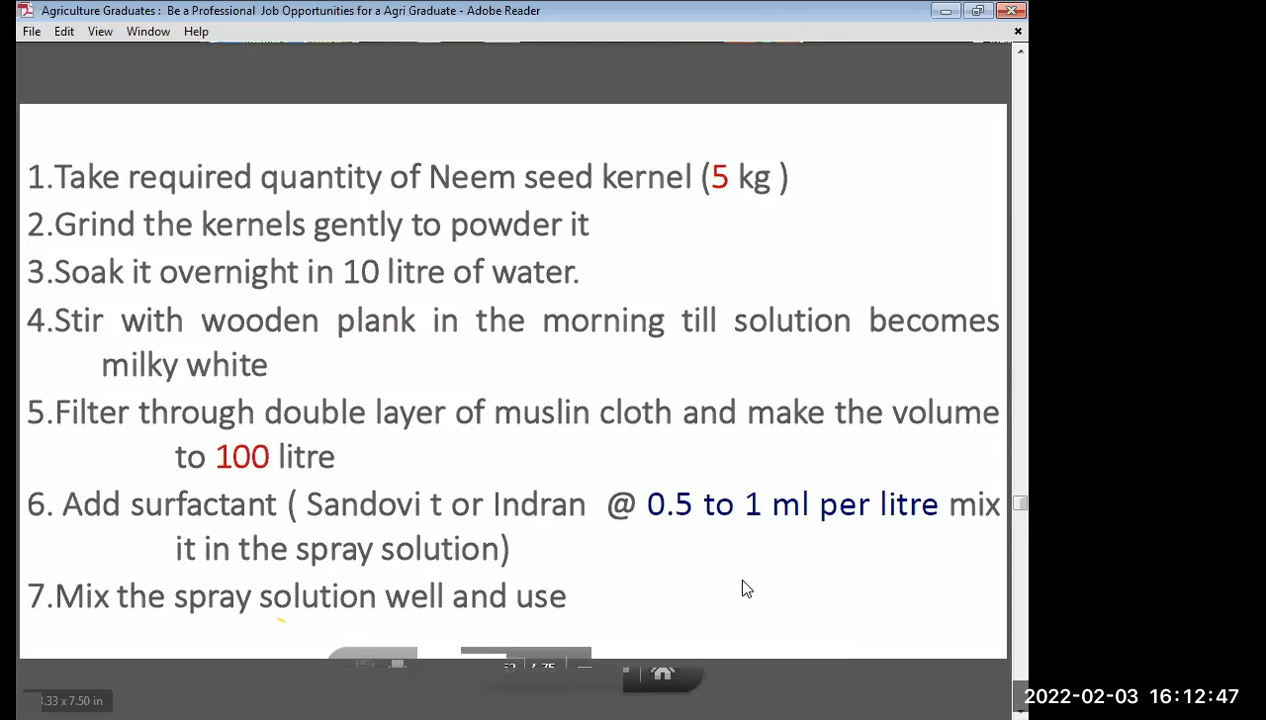 Agriculture Graduates : Be a Professional Job Opportunities for a Agri Graduate - Adobe Reader
File Edit View Window Help
1.Take required quantity of Neem seed kernel (5 kg )
2.Grind the kernels gently to powder it
3.Soak it overnight in 10 litre of water.
4.Stir with wooden plank in the morning till solution becomes
milky white
5.Filter through double layer of muslin cloth and make the volume
to 100 litre
6. Add surfactant ( Sandovi t or Indran @ 0.5 to 1 ml per litre mix
it in the spray solution)
7.Mix the spray solution well and use
x 7.50 in
2022-02-03 16:12:47